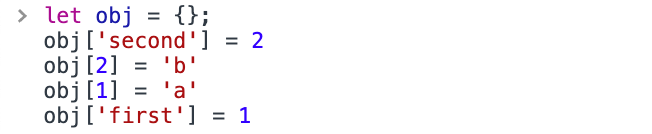 > let obj = {};
obj['second'] = 2
obj[2] = 'b'
obj[1] = 'a'
obj['first'] = 1